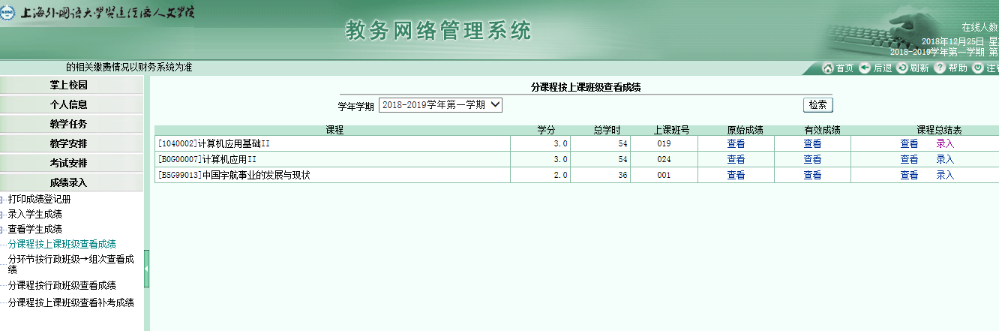 上海外国语大学贤达经济人文学院
教务网络管理系统
在线人数
2018年12月25日 星
2018-2019学年第一学期 第
的相关缴费情况以财务系统为准
首页 后退 刷新 帮助 注
掌上校园
个人信息
教学任务
教学安排
考试安排
成绩录入
打印成绩登记册
录入学生成绩
查看学生成绩
分课程按上课班级查看成绩
分环节按行政班级→组次查看成
绩
分课程按行政班级查看成绩
分课程按上课班级查看补考成绩
分课程按上课班级查看成绩
学年学期 2018-2019学年第一学期 检索
课程 学分 总学时 上课班号 原始成绩 有效成绩 课程总结表
[1040002]计算机应用基础II 3.0 54 019 查看 查看 查看 录入
[B0G00007]计算机应用II 3.0 54 024 查看 查看 查看 录入
[B5G99013]中国宇航事业的发展与现状 2.0 36 001 查看 查看 查看 录入